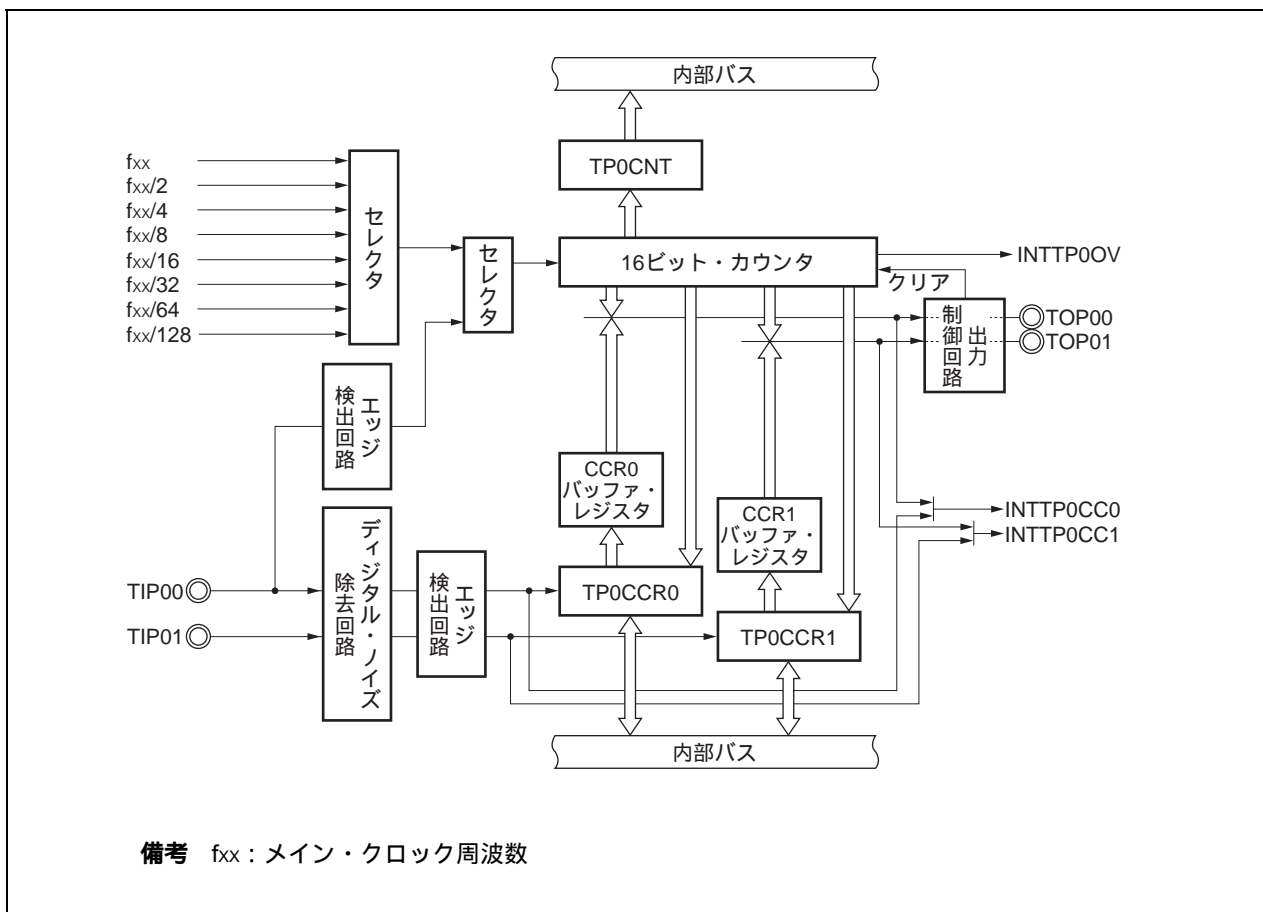 内部バス
TP0CNT
fxx
fxx/2
fxx/4
fxx/8
fxx/16
fxx/32
fxx/64
fxx/128
セレクタ
セレクタ
16ビット・カウンタ
INTTP0OV
クリア
出力
制御回路
TOP00
TOP01
エッジ
検出回路
CCR0
バッファ・
レジスタ
CCR1
バッファ・
レジスタ
INTTP0CC0
INTTP0CC1
TIP00
TIP01
ディジタル・ノイズ
除去回路
エッジ
検出回路
TP0CCR0
TP0CCR1
内部バス
備考 fxx：メイン・クロック周波数